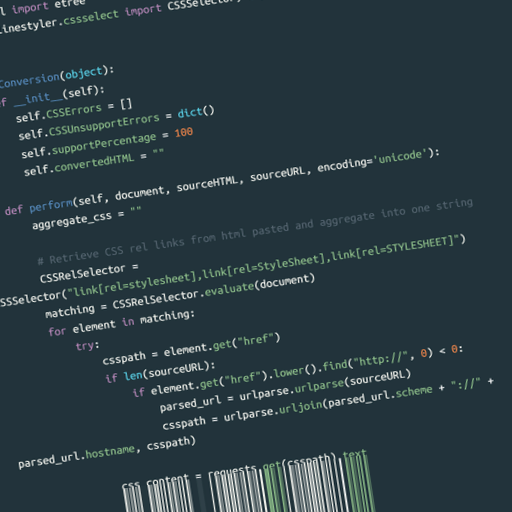 l import etree
linestyler.cssselect import CSSSelector
Conversion(object):
ef __init__(self):
self.CSSErrors = []
self.CSSUnsupportErrors = dict()
self.supportPercentage = 100
self.convertedHTML = ""
def perform(self, document, sourceHTML, sourceURL, encoding='unicode'):
aggregate_css = ""
# Retrieve CSS rel links from html pasted and aggregate into one string
CSSRelSelector =
SSSelector("link[rel=stylesheet],link[rel=StyleSheet],link[rel=STYLESHEET]")
matching = CSSRelSelector.evaluate(document)
for element in matching:
try:
csspath = element.get("href")
if len(sourceURL):
if element.get("href").lower().find("http://", 0) < 0:
parsed_url = urlparse.urlparse(sourceURL)
csspath = urlparse.urljoin(parsed_url.scheme + "://" +
parsed_url.hostname, csspath)
css_content = requests.get(csspath).text